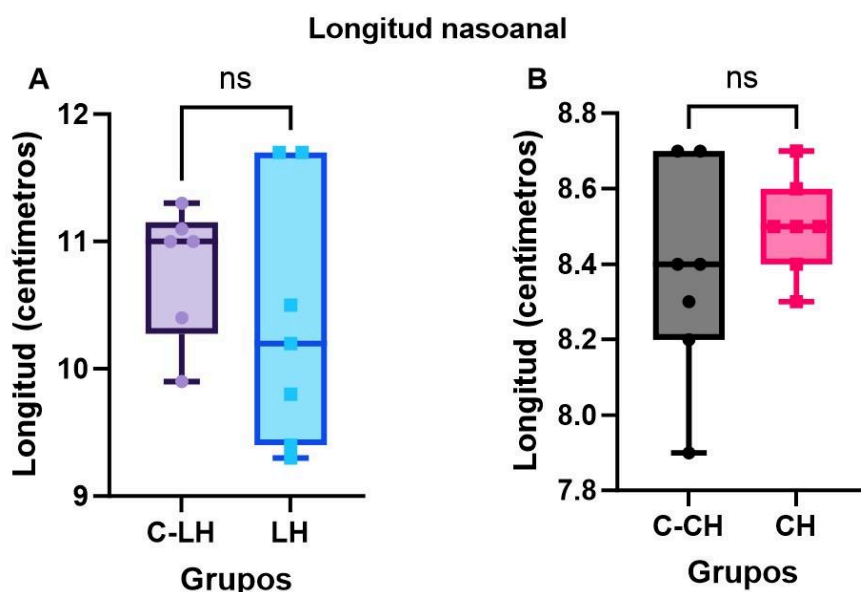 Longitud nasoanal
A
ns
Longitud (centímetros)
12
11
10
9
C-LH
LH
Grupos
B
ns
Longitud (centímetros)
8.8
8.6
8.4
8.2
8.0
7.8
C-CH
CH
Grupos